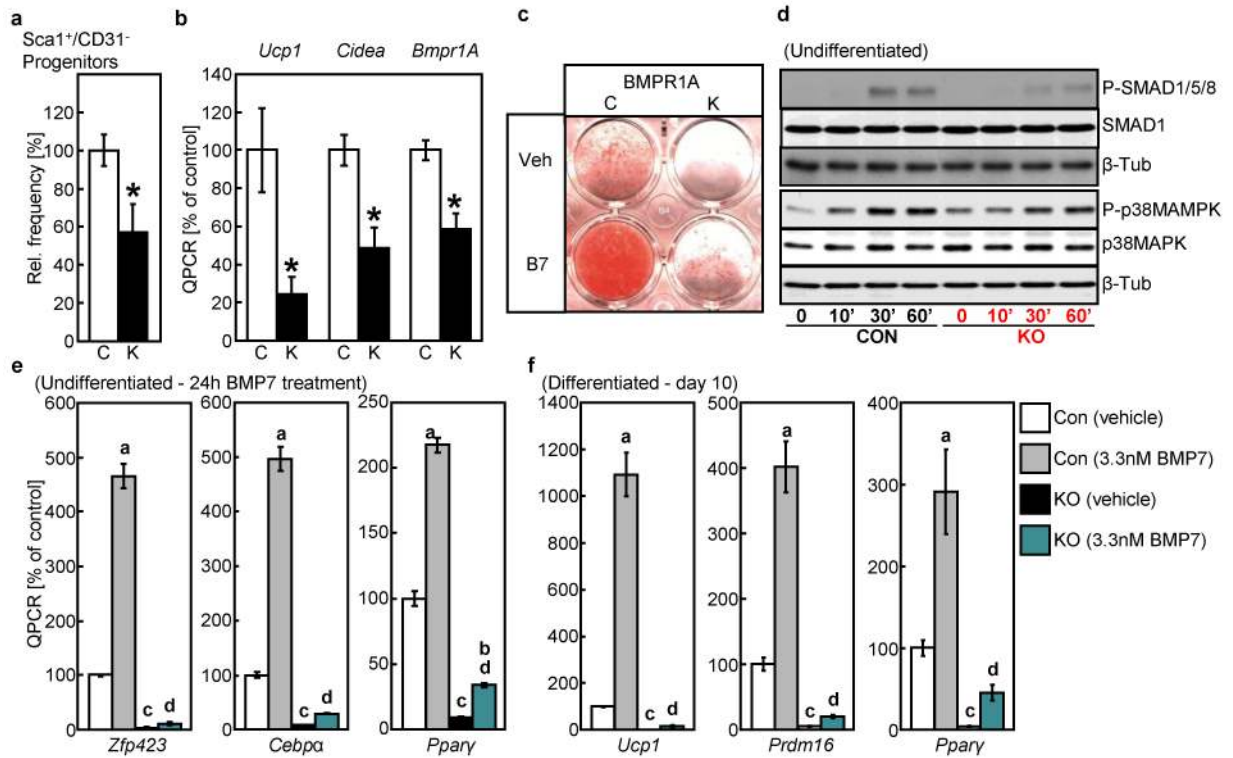 a
Sca1⁺/CD31⁻
Progenitors
Rel. frequency [%]
120
100
80
60
40
20
0
*
C K
b
Ucp1 Cidea Bmpr1A
QPCR [% of control]
140
120
100
80
60
40
20
0
* * *
C K C K C K
c
BMPR1A
C K
Veh
B7
d
(Undifferentiated)
P-SMAD1/5/8
SMAD1
β-Tub
P-p38MAMPK
p38MAPK
β-Tub
0 10' 30' 60' 0 10' 30' 60'
CON KO
e
(Undifferentiated - 24h BMP7 treatment)
QPCR [% of control]
600
500
400
300
200
100
0
a
c d
Zfp423
600
500
400
300
200
100
0
a
c d
Cebpα
250
200
150
100
50
0
a
b
c d
Pparγ
f
(Differentiated - day 10)
1400
1200
1000
800
600
400
200
0
a
c d
Ucp1
500
400
300
200
100
0
a
c d
Prdm16
400
300
200
100
0
a
c d
Pparγ
Con (vehicle)
Con (3.3nM BMP7)
KO (vehicle)
KO (3.3nM BMP7)